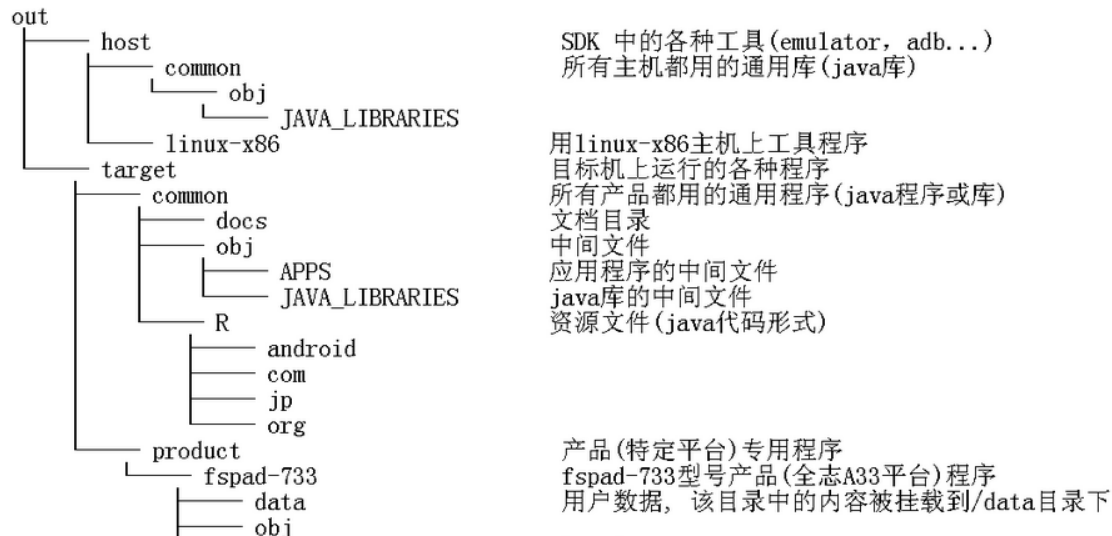 out
host SDK 中的各种工具(emulator, adb...)
common 所有主机都用的通用库(java库)
obj
JAVA_LIBRARIES
linux-x86 用linux-x86主机上工具程序
target 目标机上运行的各种程序
common 所有产品都用的通用程序(java程序或库)
docs 文档目录
obj 中间文件
APPS 应用程序的中间文件
JAVA_LIBRARIES java库的中间文件
R 资源文件(java代码形式)
android
com
jp
org
product 产品(特定平台)专用程序
fspad-733 fspad-733型号产品(全志A33平台)程序
data 用户数据, 该目录中的内容被挂载到/data目录下
obj